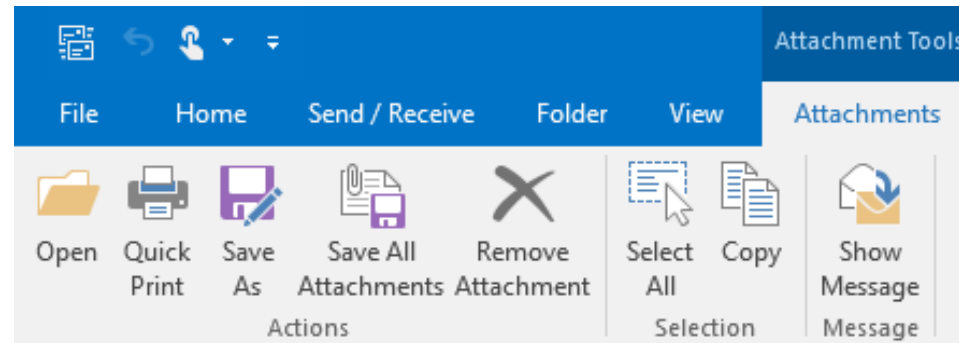 Attachment Tools
File Home Send / Receive Folder View Attachments
Open Quick Print Save As Save All Attachments Remove Attachment Select All Copy Show Message
Actions Selection Message